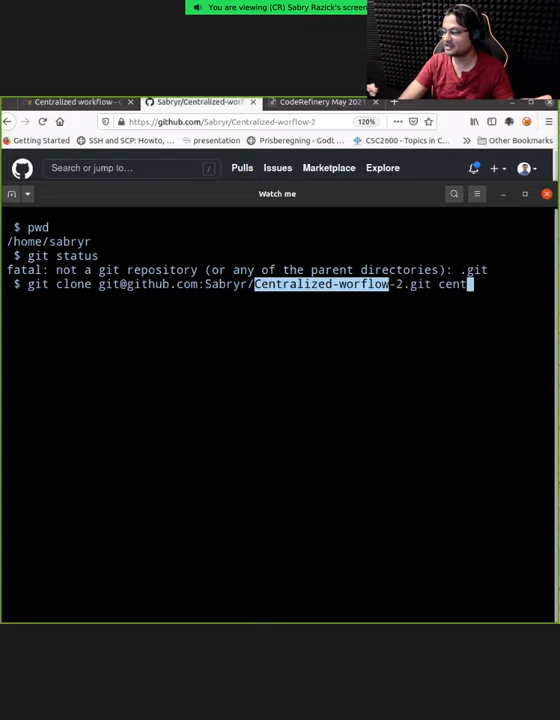 You are viewing (CR) Sabry Razick's screen
Centralized workflow - C
Sabryr/Centralized-worf
CodeRefinery May 2021
https://github.com/Sabryr/Centralized-worflow-2
120%
Getting Started
SSH and SCP: Howto, ...
presentation
Prisberegning - Godt ...
CSC2600 - Topics in C...
Other Bookmarks
Search or jump to...
/
Pulls
Issues
Marketplace
Explore
Watch me
$ pwd
/home/sabryr
$ git status
fatal: not a git repository (or any of the parent directories): .git
$ git clone git@github.com:Sabryr/Centralized-worflow-2.git cent